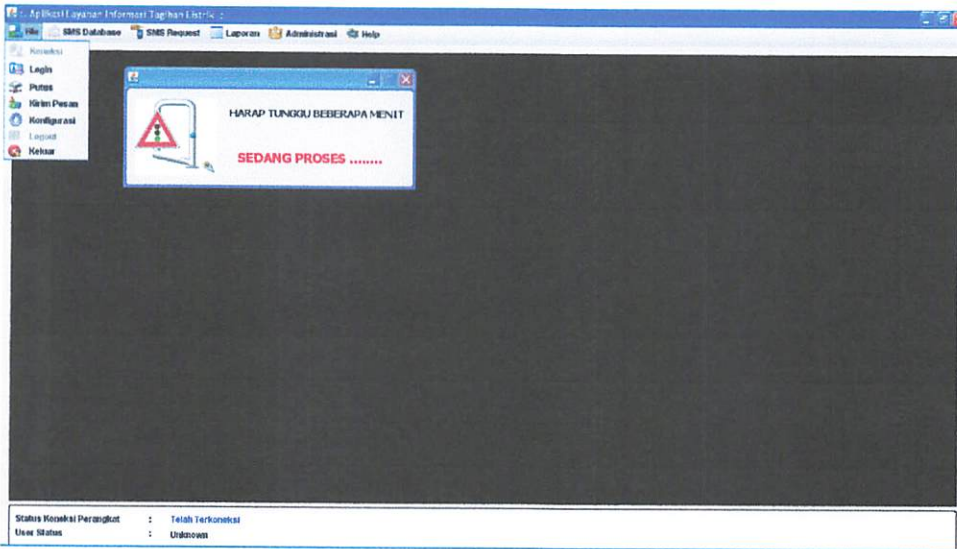 :. Aplikasi Layanan Informasi Tagihan Listrik .:
File SMS Database SMS Request Laporan Administrasi Help
Koneksi
Login
Putus
Kirim Pesan
Konfigurasi
Logout
Keluar
HARAP TUNGGU BEBERAPA MENIT
SEDANG PROSES ........
Status Koneksi Perangkat : Telah Terkoneksi
User Status : Unknown